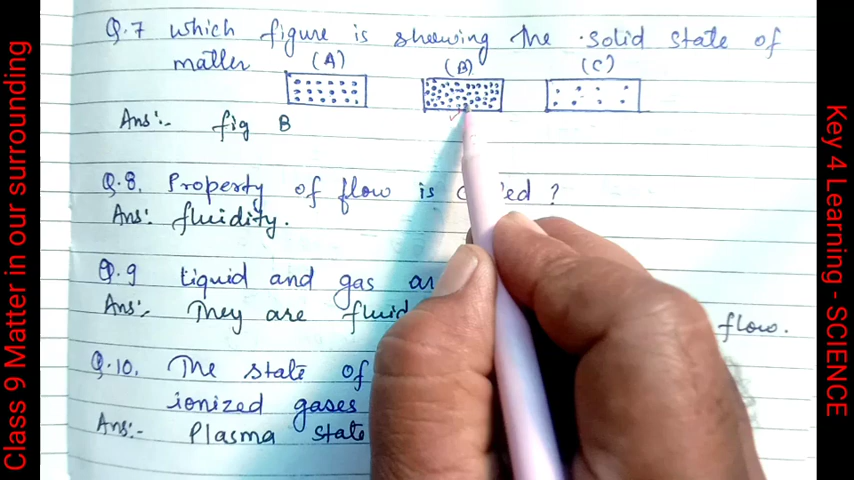 Q.7 which figure is showing the solid state of
matter (A) (B) (C)
Ans:- fig B
Q.8. Property of flow is ?
Ans: fluidity.
Q.9 Liquid and gas
Ans:- They are flow.
Q.10. The state of
ionized gases
Ans:- Plasma state
Class 9 Matter in our surrounding
Key 4 Learning - SCIENCE